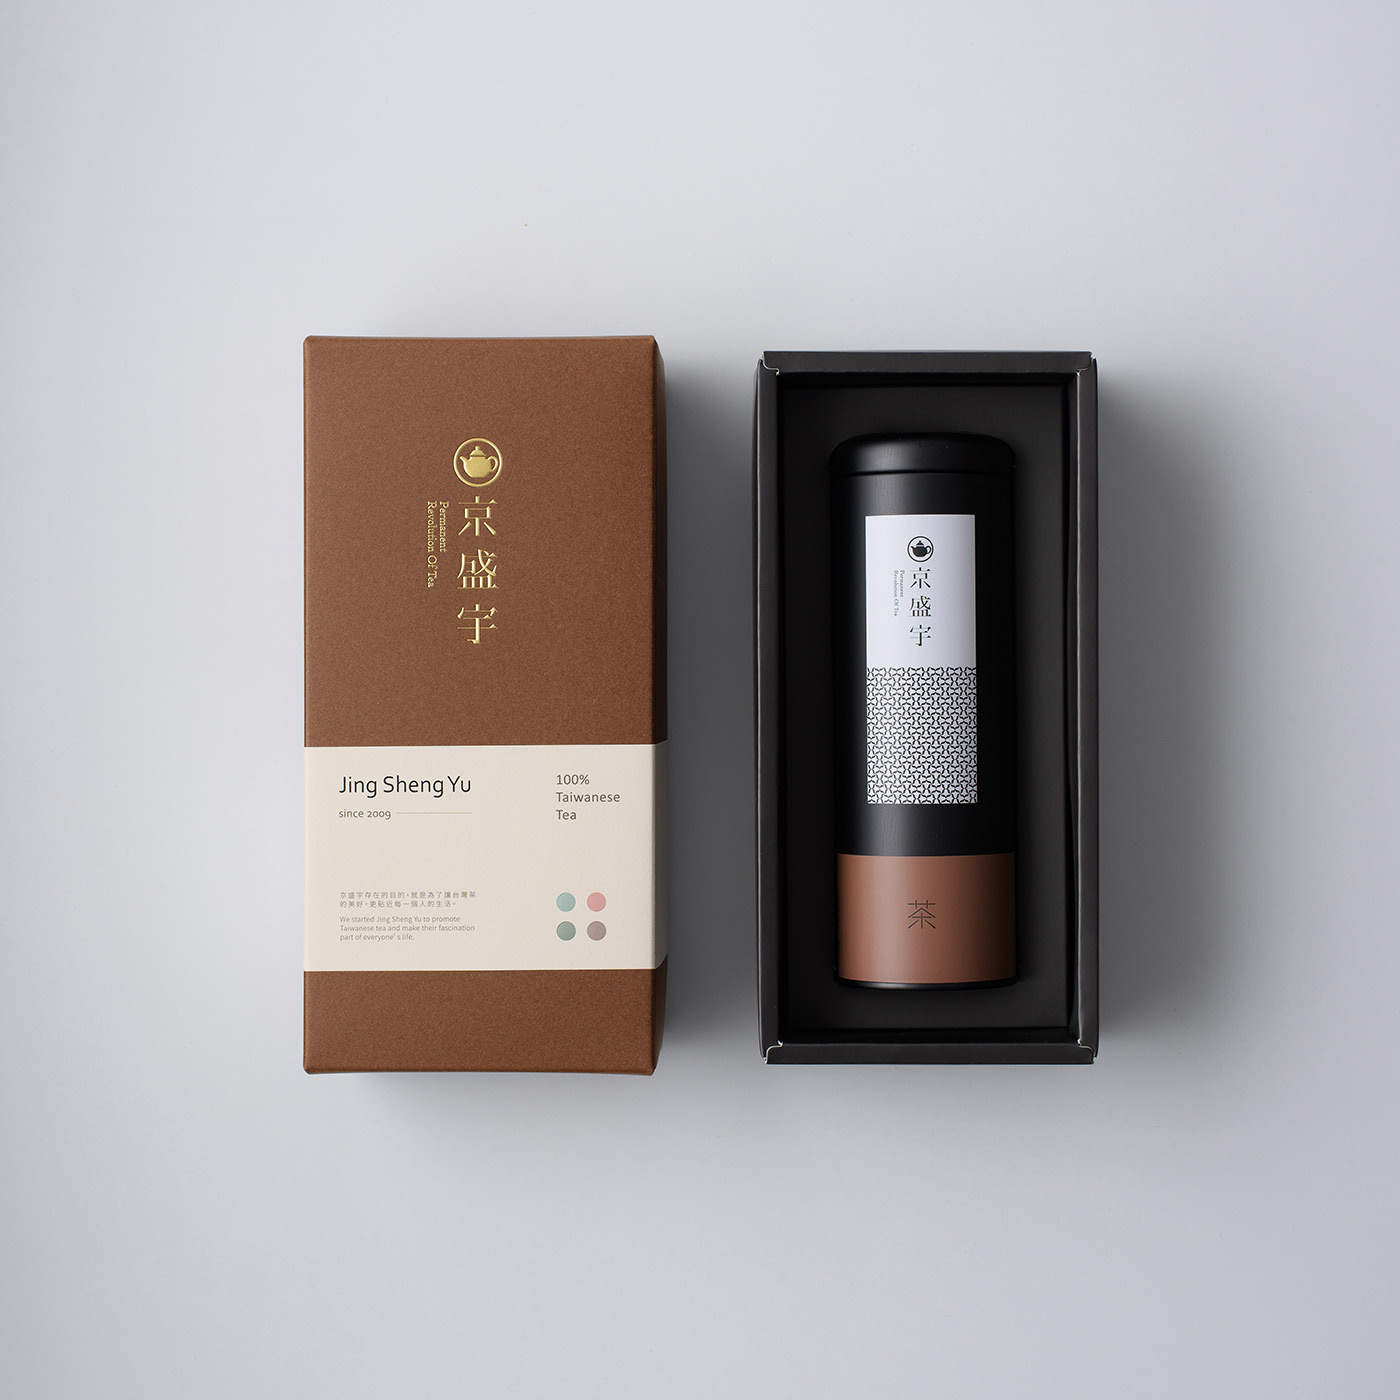 京盛宇
Permanent
Revolution Of Tea
Jing Sheng Yu
since 2009
100%
Taiwanese
Tea
京盛宇存在的目的，就是為了讓台灣茶
的美好，更貼近每一個人的生活。
We started Jing Sheng Yu to promote
Taiwanese tea and make their fascination
part of everyone's life.
京盛宇
Permanent
Revolution Of Tea
茶